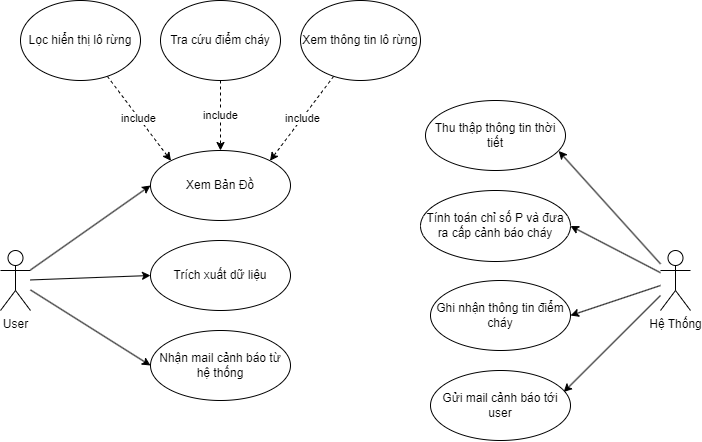 Lọc hiển thị lô rừng
Tra cứu điểm cháy
Xem thông tin lô rừng
include
include
include
Xem Bản Đồ
Trích xuất dữ liệu
Nhận mail cảnh báo từ
hệ thống
User
Thu thập thông tin thời
tiết
Tính toán chỉ số P và đưa
ra cấp cảnh báo cháy
Ghi nhận thông tin điểm
cháy
Gửi mail cảnh báo tới
user
Hệ Thống